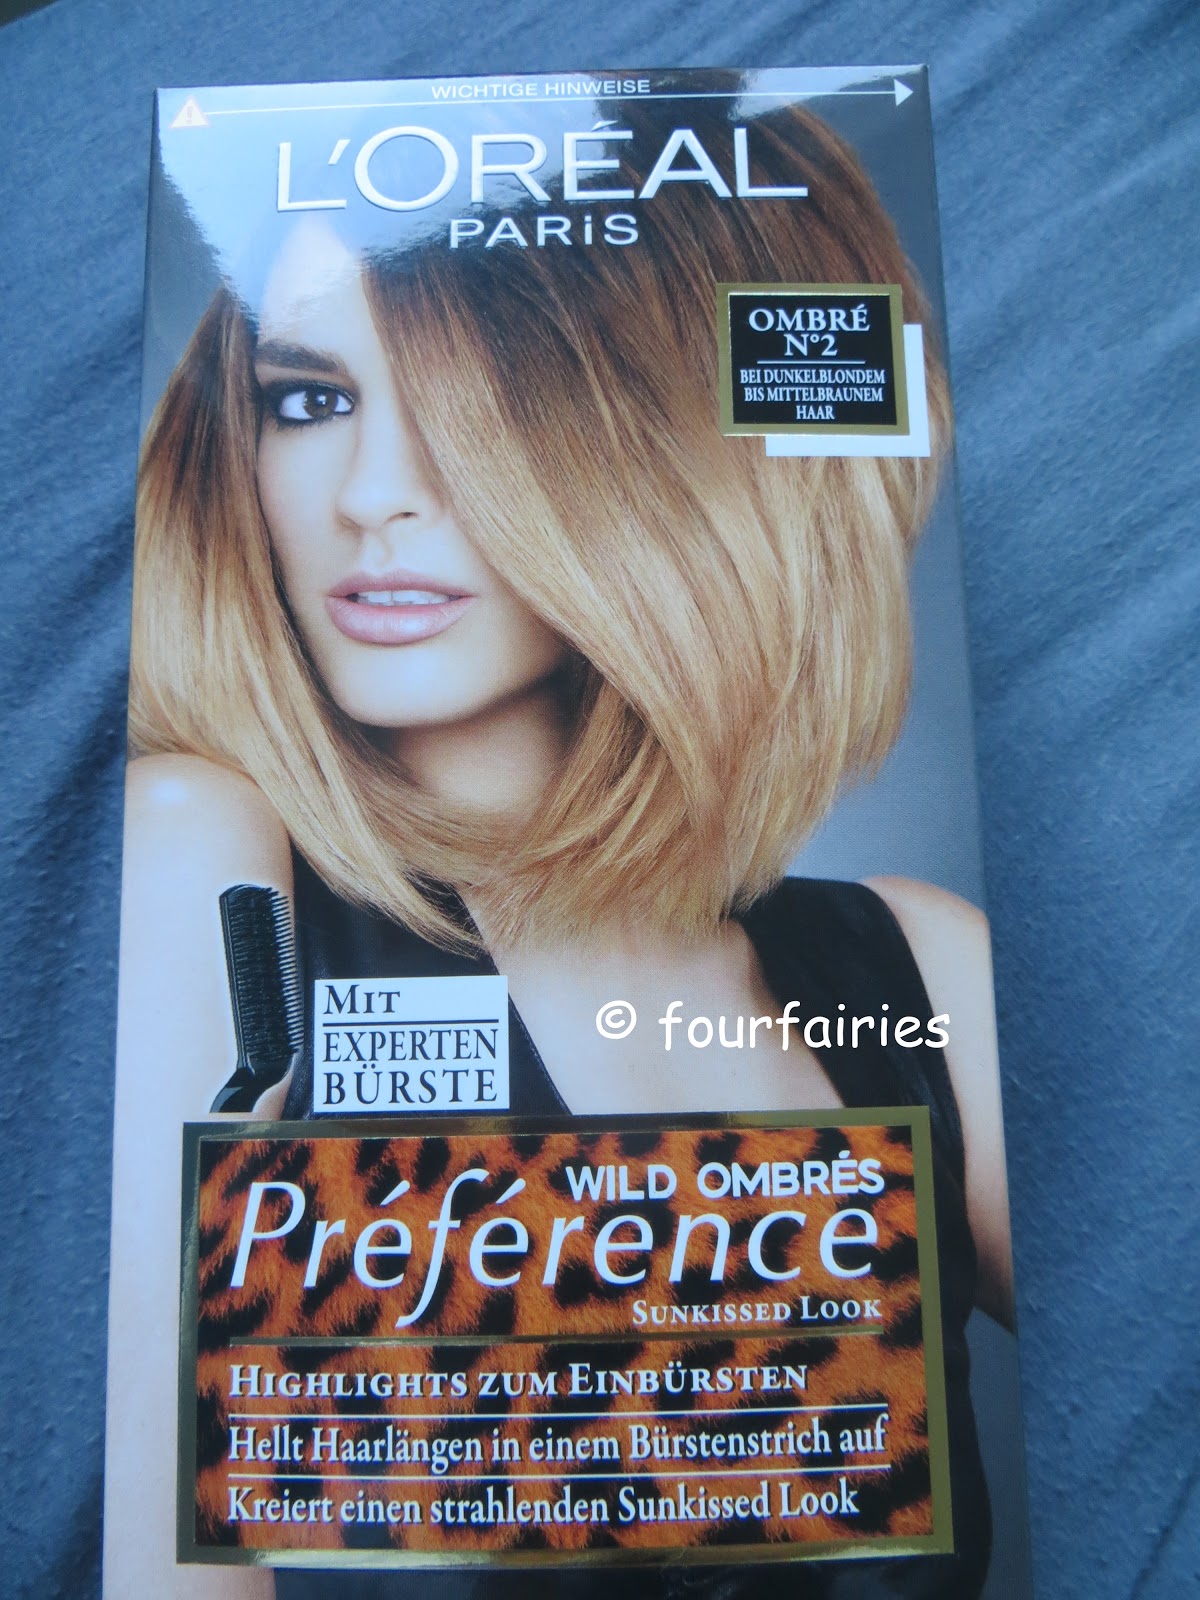 WICHTIGE HINWEISE
L'ORÉAL
PARiS
OMBRÉ
N°2
BEI DUNKELBLONDEM
BIS MITTELBRAUNEM
HAAR
MIT
EXPERTEN
BÜRSTE
© fourfairies
WILD OMBRÉS
Préférence
SUNKISSED LOOK
HIGHLIGHTS ZUM EINBÜRSTEN
Hellt Haarlängen in einem Bürstenstrich auf
Kreiert einen strahlenden Sunkissed Look